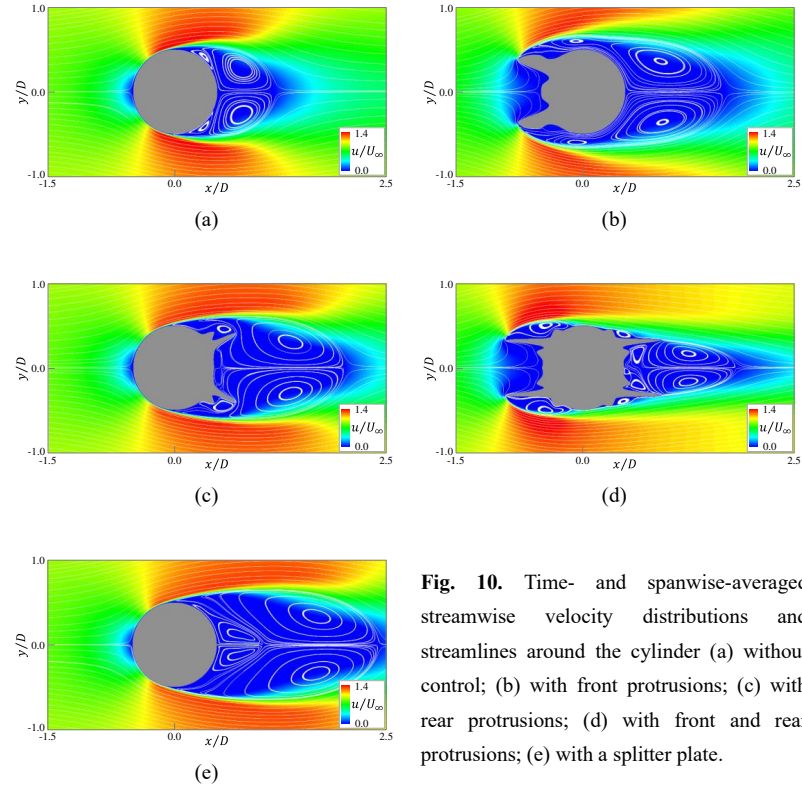 1.0
y/D
0.0
-1.0
-1.5
0.0
x/D
2.5
1.4
u/U∞
0.0
(a)
1.0
y/D
0.0
-1.0
-1.5
0.0
x/D
2.5
1.4
u/U∞
0.0
(b)
1.0
y/D
0.0
-1.0
-1.5
0.0
x/D
2.5
1.4
u/U∞
0.0
(c)
1.0
y/D
0.0
-1.0
-1.5
0.0
x/D
2.5
1.4
u/U∞
0.0
(d)
1.0
y/D
0.0
-1.0
-1.5
0.0
x/D
2.5
1.4
u/U∞
0.0
(e)
Fig. 10. Time- and spanwise-averaged
streamwise velocity distributions and
streamlines around the cylinder (a) without
control; (b) with front protrusions; (c) with
rear protrusions; (d) with front and rear
protrusions; (e) with a splitter plate.